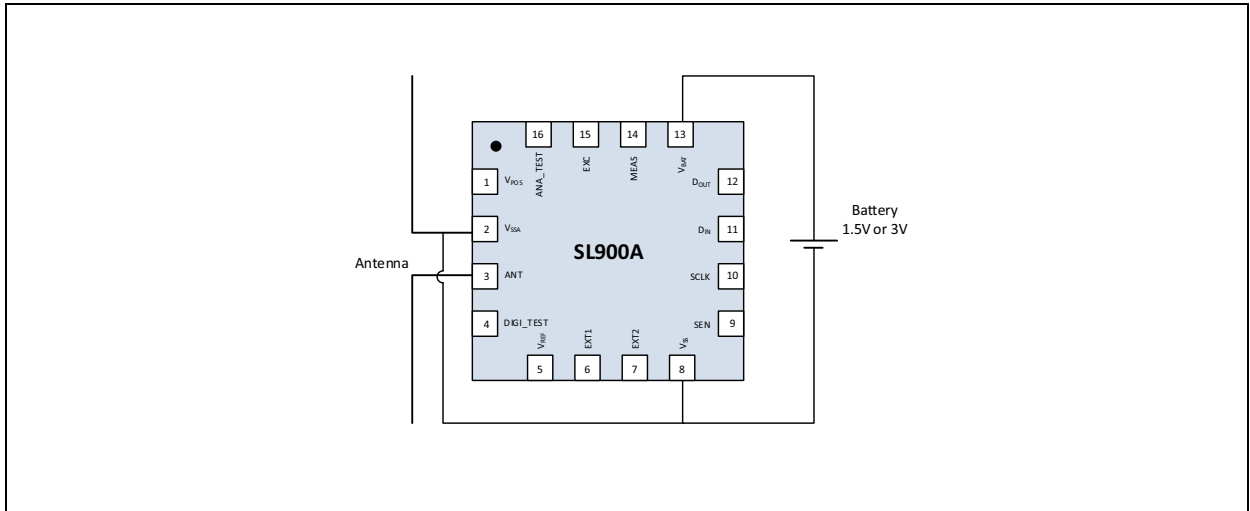 16
15
14
13
ANA_TEST
EXC
MEAS
VBAT
1
VPOS
DOUT
12
2
VSSA
DIN
11
Battery
1.5V or 3V
SL900A
Antenna
3
ANT
SCLK
10
4
DIGI_TEST
SEN
9
VREF
EXT1
EXT2
VSS
5
6
7
8